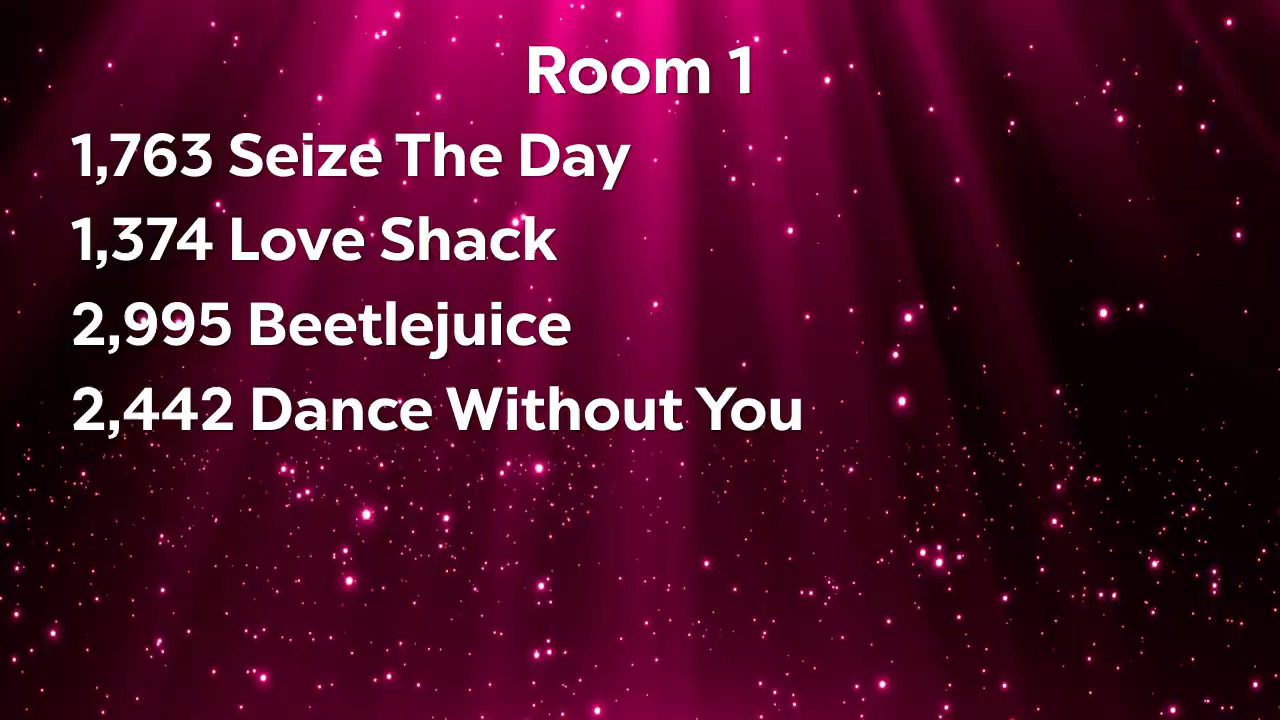 Room 1
1,763 Seize The Day
1,374 Love Shack
2,995 Beetlejuice
2,442 Dance Without You